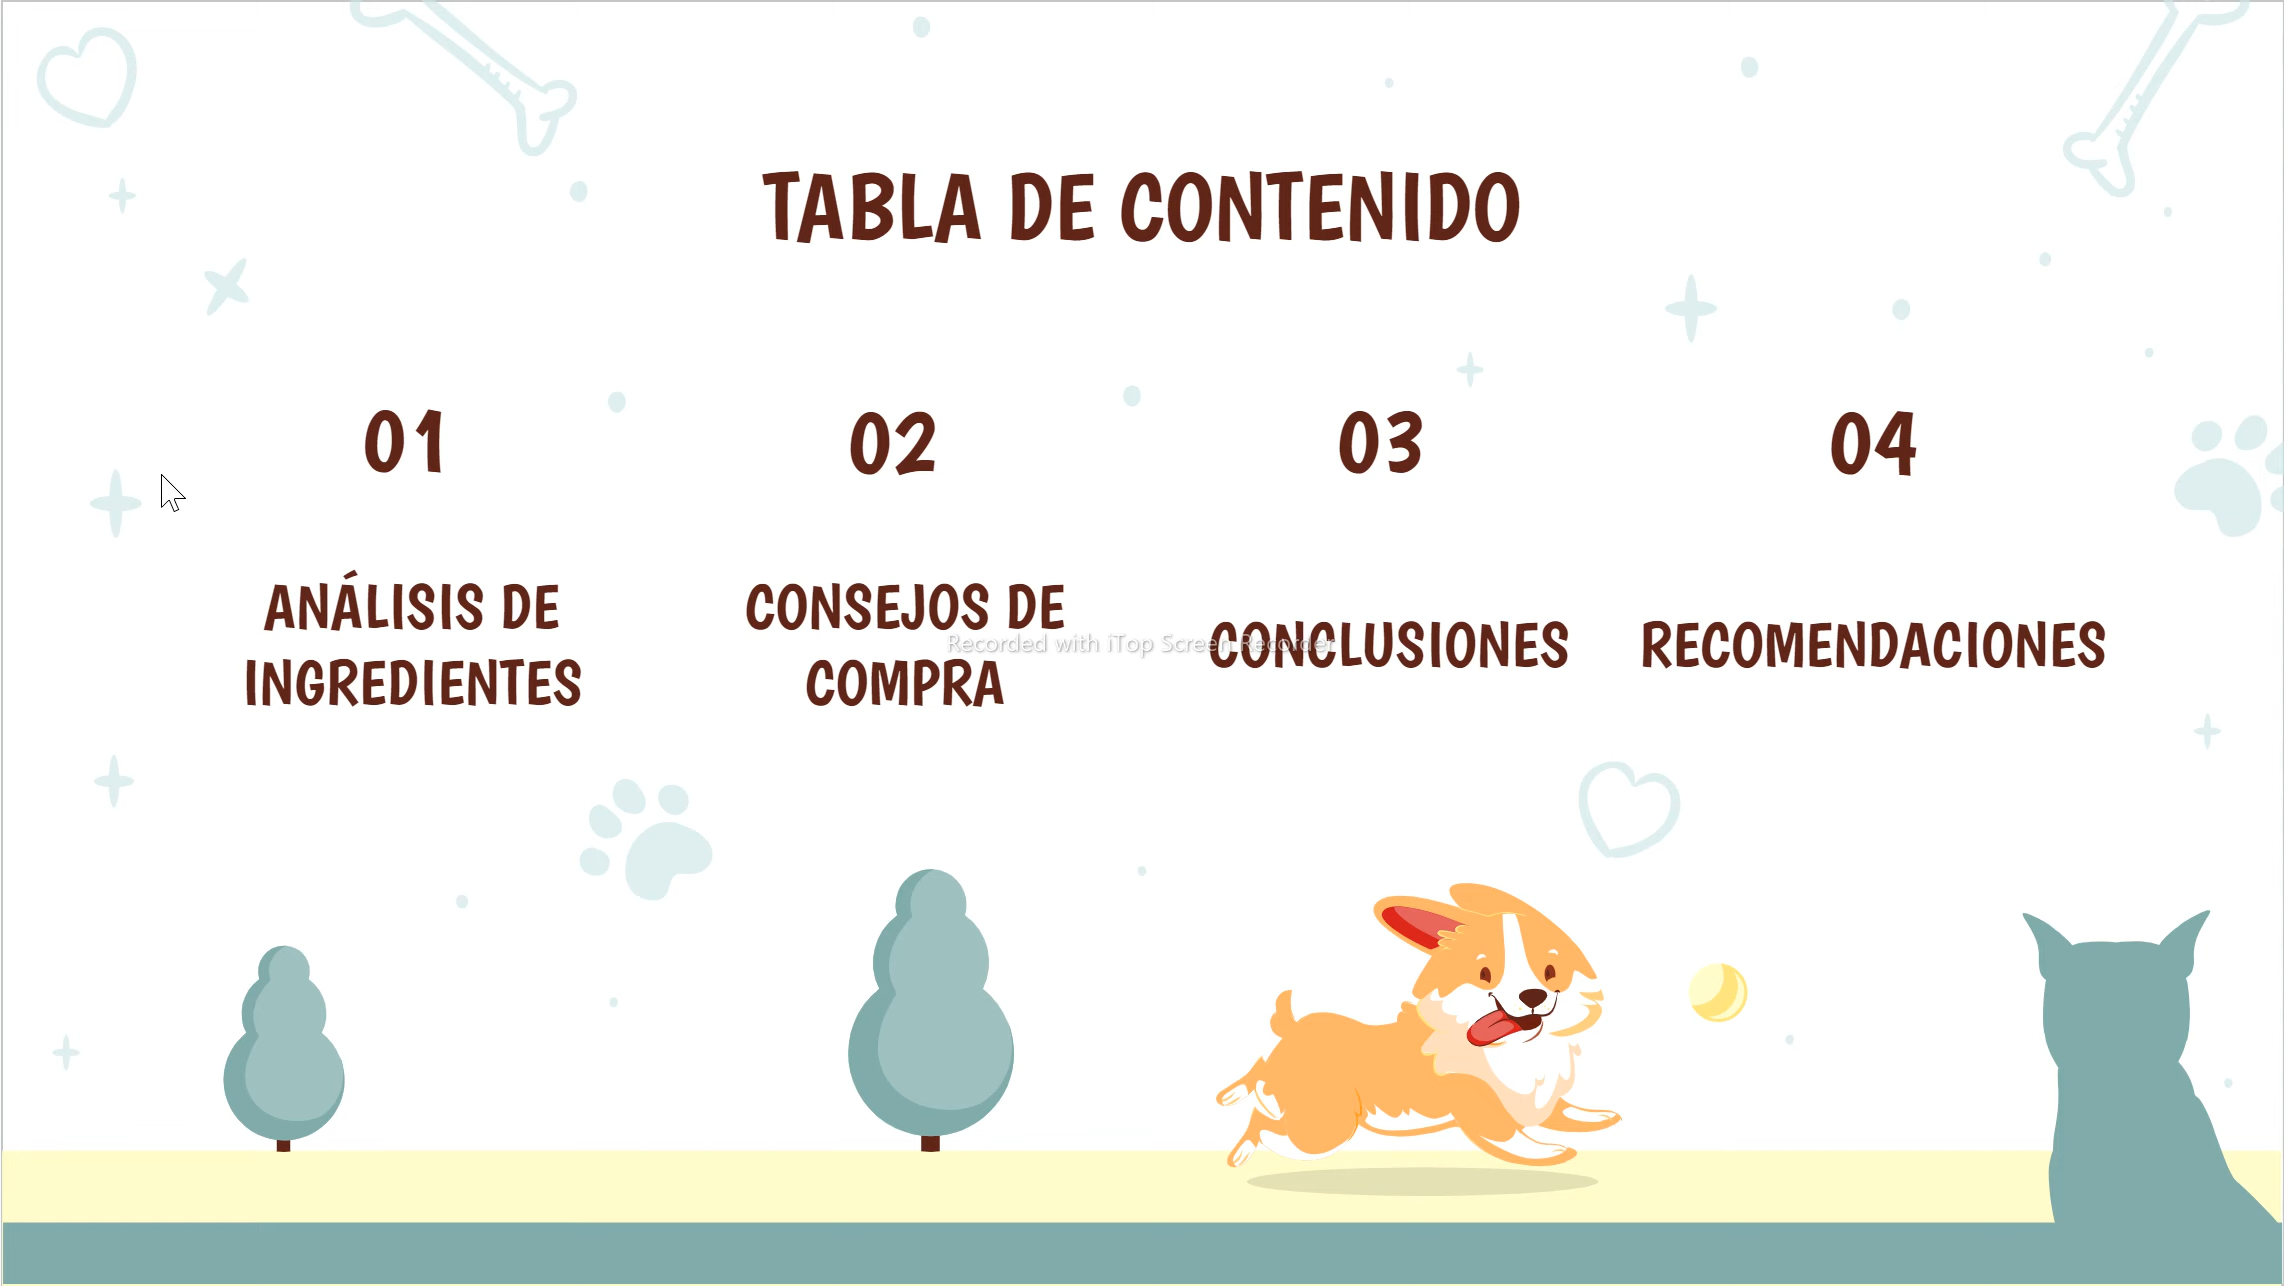 TABLA DE CONTENIDO
01
ANÁLISIS DE
INGREDIENTES
02
CONSEJOS DE
COMPRA
03
CONCLUSIONES
04
RECOMENDACIONES
Recorded with iTop Screen Recorder